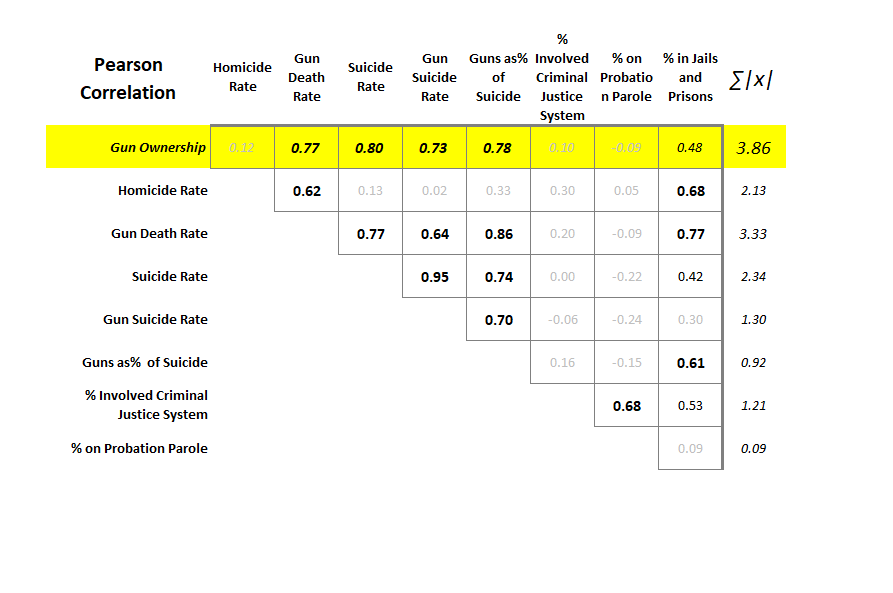 Pearson Correlation Homicide Rate Gun Death Rate Suicide Rate Gun Suicide Rate Guns as% of Suicide % Involved Criminal Justice System % on Probatio n Parole % in Jails and Prisons ∑|x|
Gun Ownership 0.12 0.77 0.80 0.73 0.78 0.10 -0.09 0.48 3.86
Homicide Rate 0.62 0.13 0.02 0.33 0.30 0.05 0.68 2.13
Gun Death Rate 0.77 0.64 0.86 0.20 -0.09 0.77 3.33
Suicide Rate 0.95 0.74 0.00 -0.22 0.42 2.34
Gun Suicide Rate 0.70 -0.06 -0.24 0.30 1.30
Guns as% of Suicide 0.16 -0.15 0.61 0.92
% Involved Criminal Justice System 0.68 0.53 1.21
% on Probation Parole 0.09 0.09